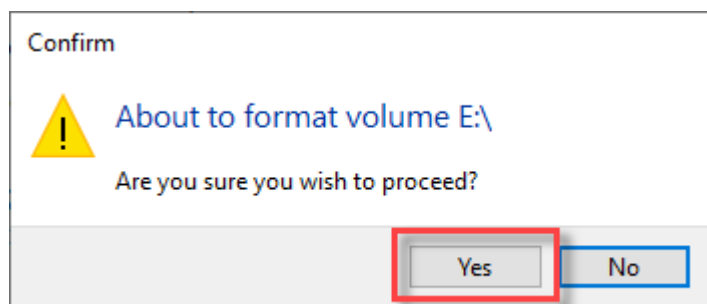 Confirm
About to format volume E:\
Are you sure you wish to proceed?
Yes No